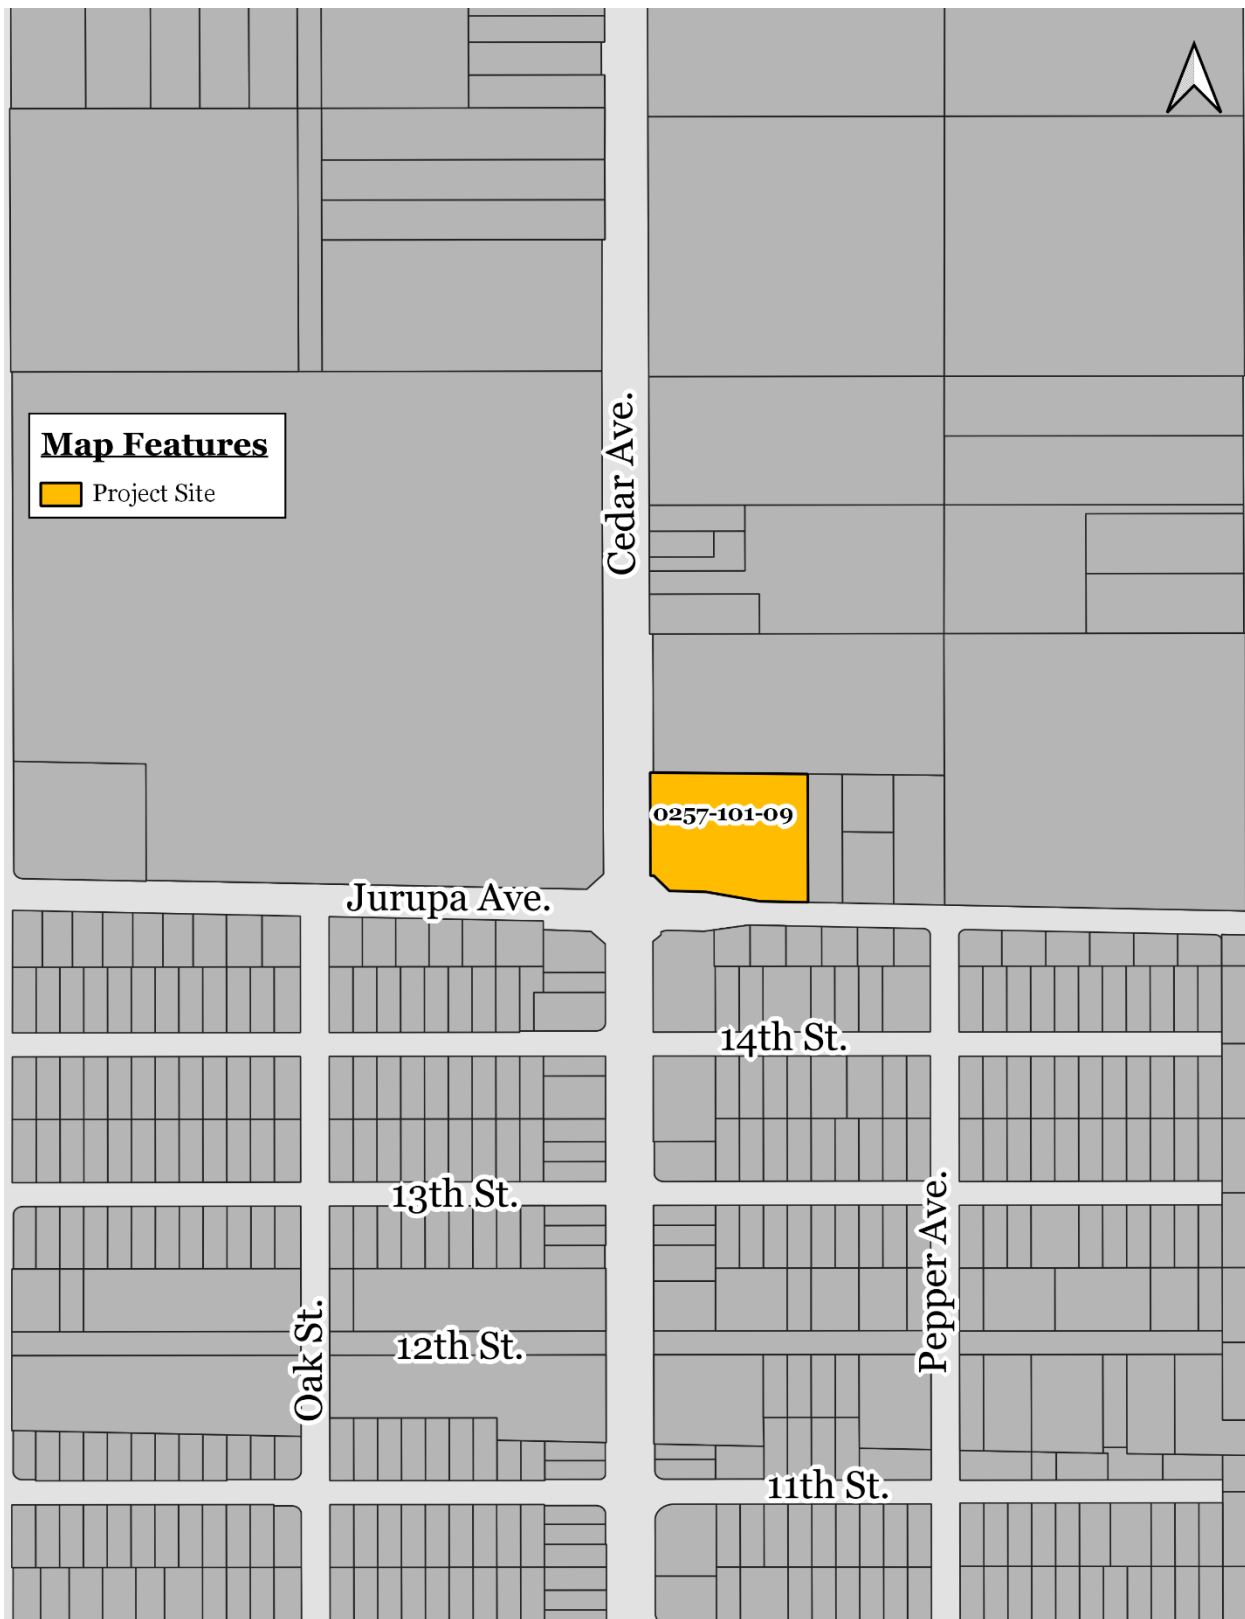 Map Features
Project Site
Cedar Ave.
0257-101-09
Jurupa Ave.
14th St.
13th St.
Pepper Ave.
Oak St.
12th St.
11th St.